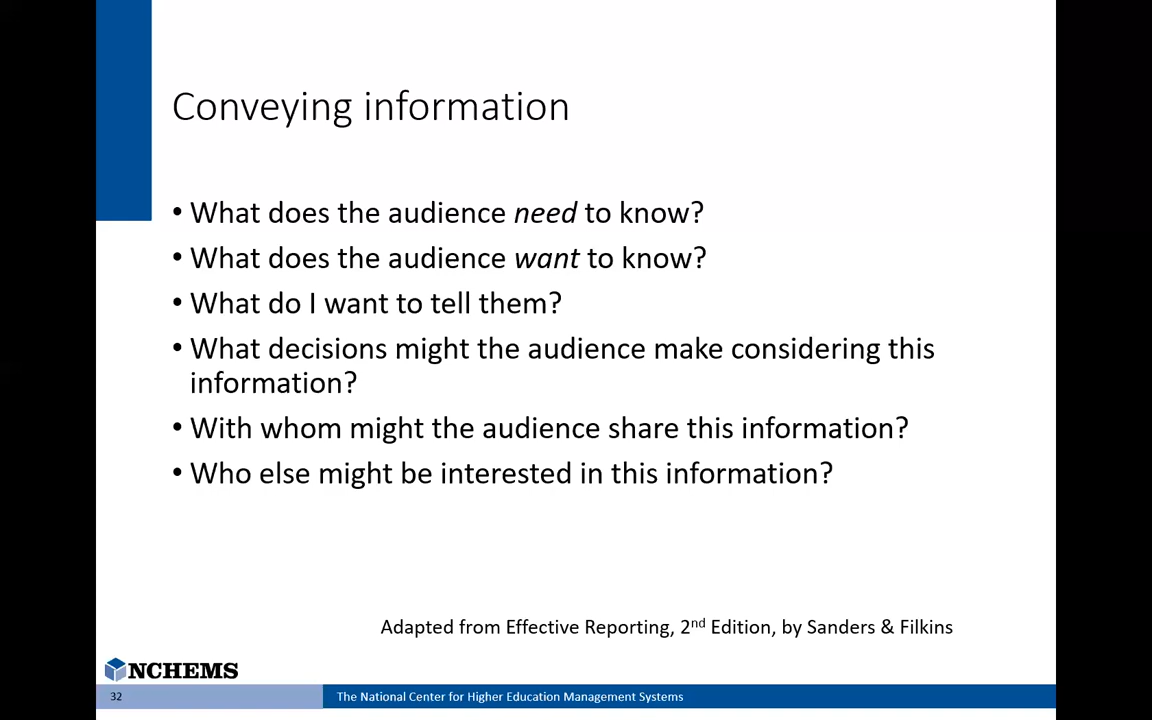 Conveying information
• What does the audience need to know?
• What does the audience want to know?
• What do I want to tell them?
• What decisions might the audience make considering this
information?
• With whom might the audience share this information?
• Who else might be interested in this information?
Adapted from Effective Reporting, 2nd Edition, by Sanders & Filkins
NCHEMS
32
The National Center for Higher Education Management Systems